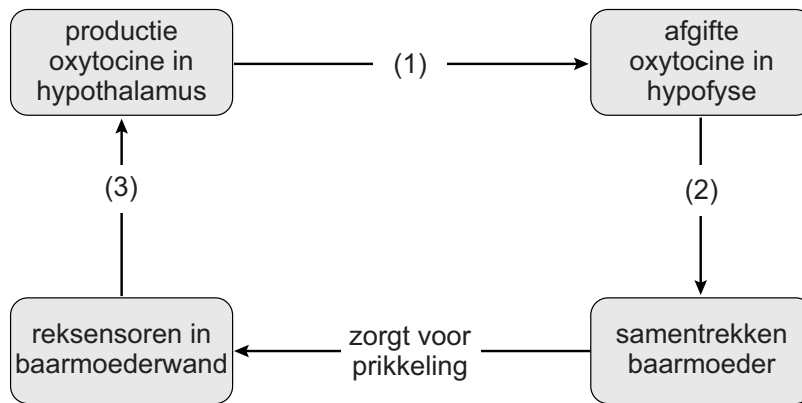 productie
oxytocine in
hypothalamus
(1)
afgifte
oxytocine in
hypofyse
(3)
(2)
reksensoren in
baarmoederwand
zorgt voor
prikkeling
samentrekken
baarmoeder